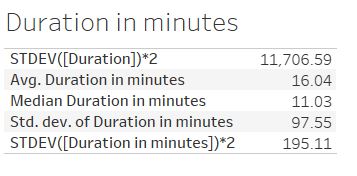 Duration in minutes
STDEV([Duration])*2 11,706.59
Avg. Duration in minutes 16.04
Median Duration in minutes 11.03
Std. dev. of Duration in minutes 97.55
STDEV([Duration in minutes])*2 195.11